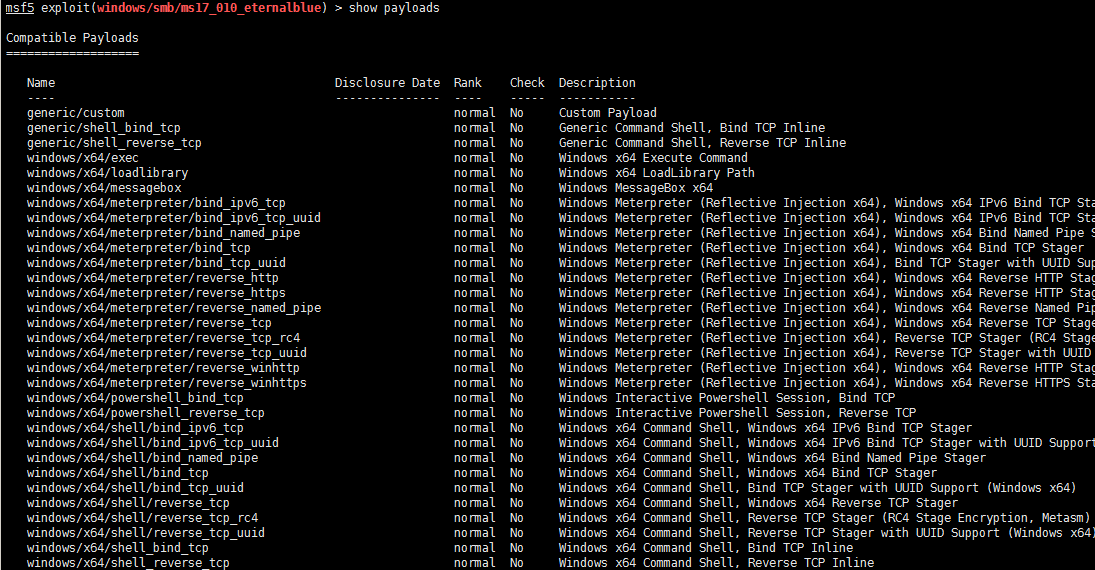 msf5 exploit(windows/smb/ms17_010_eternalblue) > show payloads
Compatible Payloads
===================
Name Disclosure Date Rank Check Description
---- --------------- ---- ----- -----------
generic/custom normal No Custom Payload
generic/shell_bind_tcp normal No Generic Command Shell, Bind TCP Inline
generic/shell_reverse_tcp normal No Generic Command Shell, Reverse TCP Inline
windows/x64/exec normal No Windows x64 Execute Command
windows/x64/loadlibrary normal No Windows x64 LoadLibrary Path
windows/x64/messagebox normal No Windows MessageBox x64
windows/x64/meterpreter/bind_ipv6_tcp normal No Windows Meterpreter (Reflective Injection x64), Windows x64 IPv6 Bind TCP Sta
windows/x64/meterpreter/bind_ipv6_tcp_uuid normal No Windows Meterpreter (Reflective Injection x64), Windows x64 IPv6 Bind TCP Sta
windows/x64/meterpreter/bind_named_pipe normal No Windows Meterpreter (Reflective Injection x64), Windows x64 Bind Named Pipe S
windows/x64/meterpreter/bind_tcp normal No Windows Meterpreter (Reflective Injection x64), Windows x64 Bind TCP Stager
windows/x64/meterpreter/bind_tcp_uuid normal No Windows Meterpreter (Reflective Injection x64), Bind TCP Stager with UUID Sup
windows/x64/meterpreter/reverse_http normal No Windows Meterpreter (Reflective Injection x64), Windows x64 Reverse HTTP Stag
windows/x64/meterpreter/reverse_https normal No Windows Meterpreter (Reflective Injection x64), Windows x64 Reverse HTTP Stag
windows/x64/meterpreter/reverse_named_pipe normal No Windows Meterpreter (Reflective Injection x64), Windows x64 Reverse Named Pip
windows/x64/meterpreter/reverse_tcp normal No Windows Meterpreter (Reflective Injection x64), Windows x64 Reverse TCP Stage
windows/x64/meterpreter/reverse_tcp_rc4 normal No Windows Meterpreter (Reflective Injection x64), Reverse TCP Stager (RC4 Stage
windows/x64/meterpreter/reverse_tcp_uuid normal No Windows Meterpreter (Reflective Injection x64), Reverse TCP Stager with UUID
windows/x64/meterpreter/reverse_winhttp normal No Windows Meterpreter (Reflective Injection x64), Windows x64 Reverse HTTP Stag
windows/x64/meterpreter/reverse_winhttps normal No Windows Meterpreter (Reflective Injection x64), Windows x64 Reverse HTTPS Sta
windows/x64/powershell_bind_tcp normal No Windows Interactive Powershell Session, Bind TCP
windows/x64/powershell_reverse_tcp normal No Windows Interactive Powershell Session, Reverse TCP
windows/x64/shell/bind_ipv6_tcp normal No Windows x64 Command Shell, Windows x64 IPv6 Bind TCP Stager
windows/x64/shell/bind_ipv6_tcp_uuid normal No Windows x64 Command Shell, Windows x64 IPv6 Bind TCP Stager with UUID Support
windows/x64/shell/bind_named_pipe normal No Windows x64 Command Shell, Windows x64 Bind Named Pipe Stager
windows/x64/shell/bind_tcp normal No Windows x64 Command Shell, Windows x64 Bind TCP Stager
windows/x64/shell/bind_tcp_uuid normal No Windows x64 Command Shell, Bind TCP Stager with UUID Support (Windows x64)
windows/x64/shell/reverse_tcp normal No Windows x64 Command Shell, Windows x64 Reverse TCP Stager
windows/x64/shell/reverse_tcp_rc4 normal No Windows x64 Command Shell, Reverse TCP Stager (RC4 Stage Encryption, Metasm)
windows/x64/shell/reverse_tcp_uuid normal No Windows x64 Command Shell, Reverse TCP Stager with UUID Support (Windows x64)
windows/x64/shell_bind_tcp normal No Windows x64 Command Shell, Bind TCP Inline
windows/x64/shell_reverse_tcp normal No Windows x64 Command Shell, Reverse TCP Inline